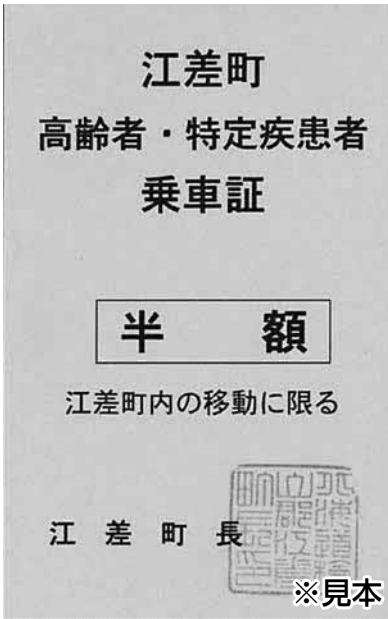 江差町
高齢者・特定疾患者
乗車証
半　額
江差町内の移動に限る
江差町長
※見本